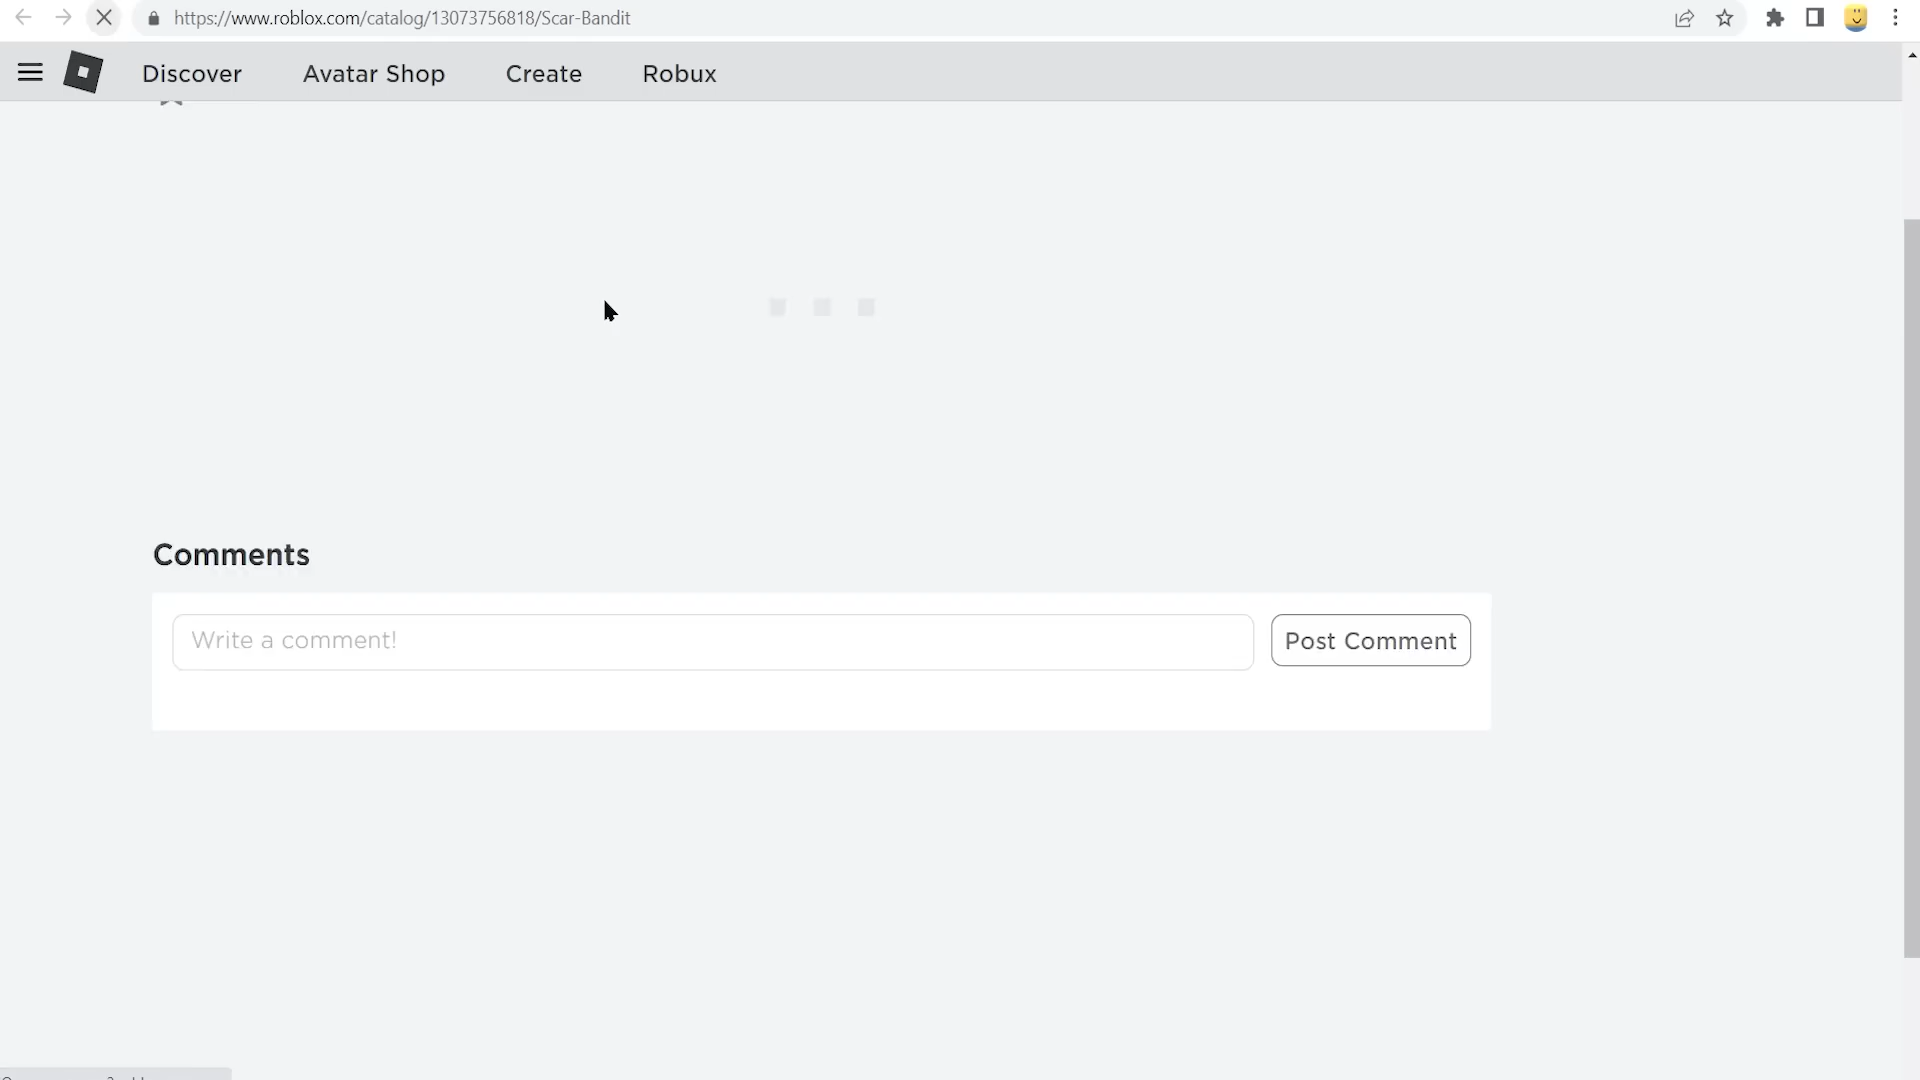 https://www.roblox.com/catalog/13073756818/Scar-Bandit
Discover Avatar Shop Create Robux
Comments
Write a comment! Post Comment